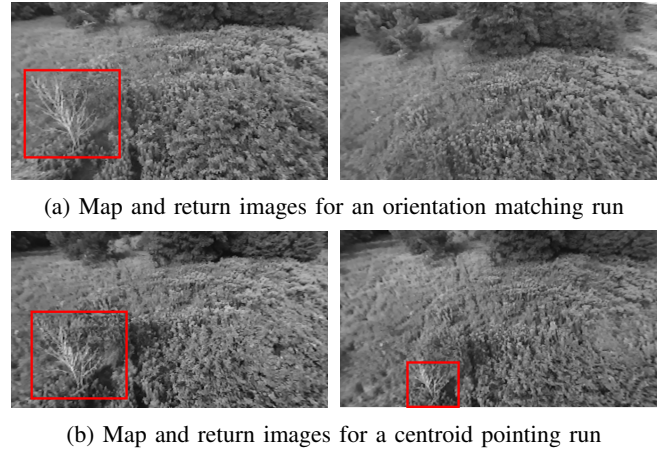 (a) Map and return images for an orientation matching run
(b) Map and return images for a centroid pointing run